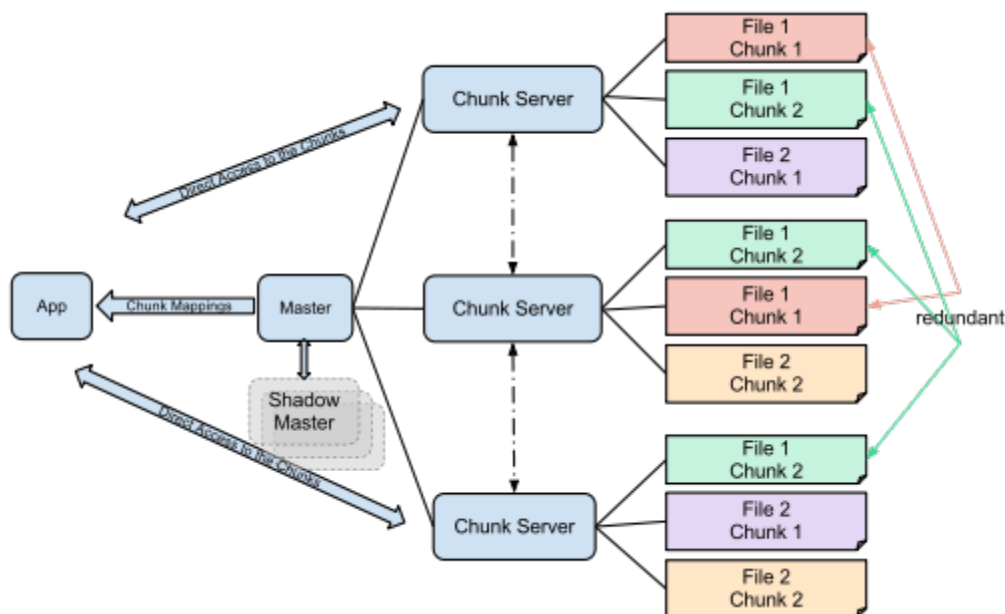 File 1
Chunk 1
Chunk Server
File 1
Chunk 2
File 2
Chunk 1
Direct Access to the Chunks
File 1
Chunk 2
App
Chunk Mappings
Master
Chunk Server
File 1
Chunk 1
redundant
File 2
Chunk 2
Shadow
Master
Direct Access to the Chunks
File 1
Chunk 2
Chunk Server
File 2
Chunk 1
File 2
Chunk 2